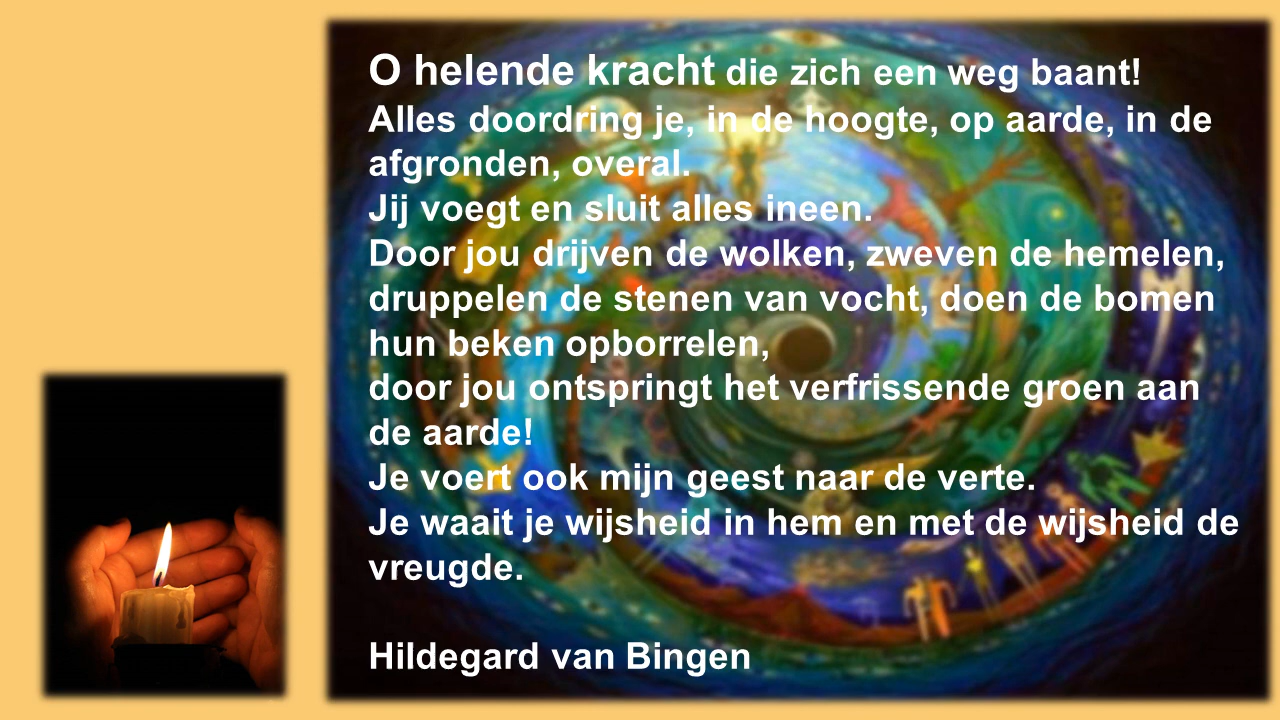 O helende kracht die zich een weg baant!
Alles doordring je, in de hoogte, op aarde, in de
afgronden, overal.
Jij voegt en sluit alles ineen.
Door jou drijven de wolken, zweven de hemelen,
druppelen de stenen van vocht, doen de bomen
hun beken opborrelen,
door jou ontspringt het verfrissende groen aan
de aarde!
Je voert ook mijn geest naar de verte.
Je waait je wijsheid in hem en met de wijsheid de
vreugde.
Hildegard van Bingen